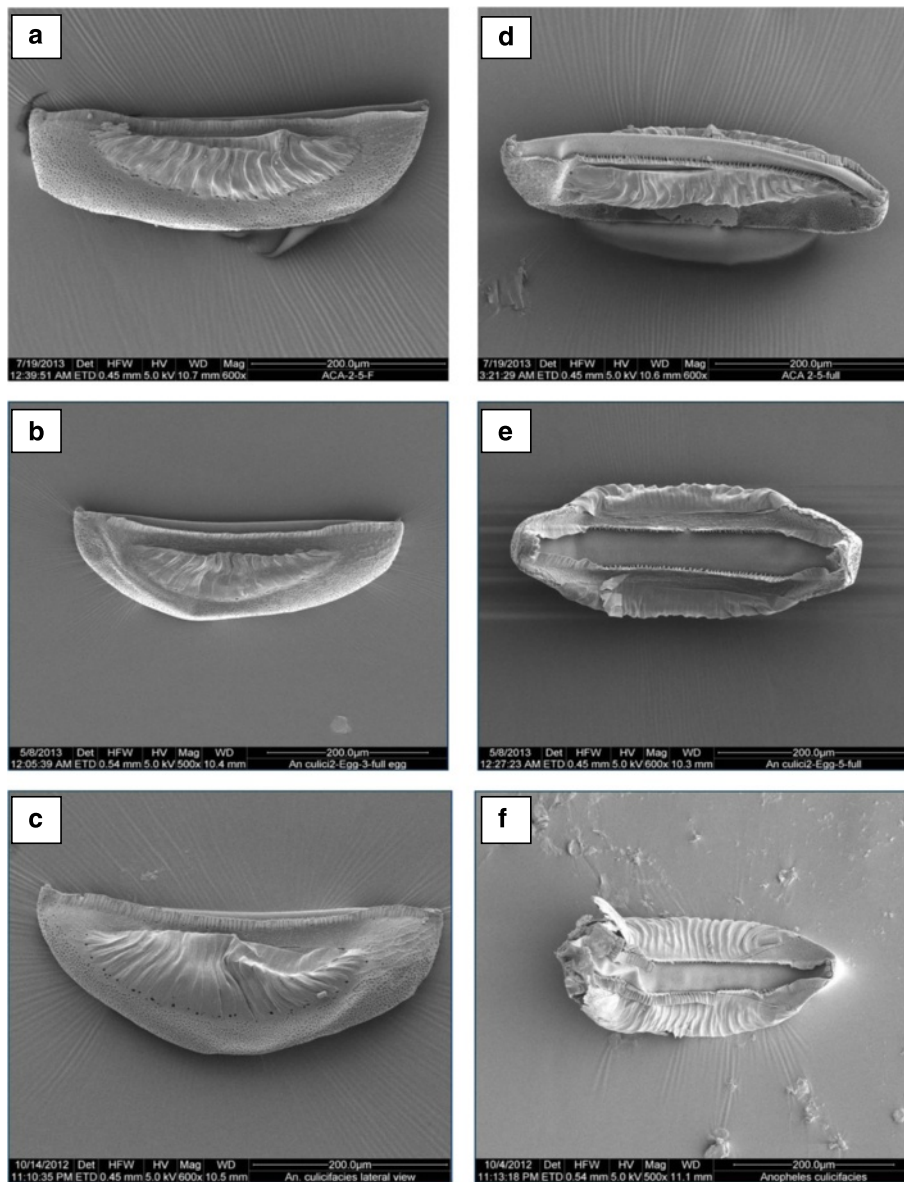 a
7/19/2013 Det HFW HV WD Mag 200.0µm
12:39:51 AM ETD 0.45 mm 5.0 kV 10.7 mm 600x ACA-2-5-F
d
7/19/2013 Det HFW HV WD Mag 200.0µm
3:21:29 AM ETD 0.45 mm 5.0 kV 10.6 mm 600x ACA 2-5-full
b
5/8/2013 Det HFW HV Mag WD 200.0µm
12:05:39 AM ETD 0.54 mm 5.0 kV 500x 10.4 mm An culici2-Egg-3-full egg
e
5/8/2013 Det HFW HV Mag WD 200.0µm
12:27:23 AM ETD 0.45 mm 5.0 kV 600x 10.3 mm An culici2-Egg-5-full
c
10/14/2012 Det HFW HV Mag WD 200.0µm
11:10:35 PM ETD 0.45 mm 5.0 kV 600x 10.5 mm An. culicifacies lateral view
f
10/4/2012 Det HFW HV Mag WD 200.0µm
11:13:18 PM ETD 0.54 mm 5.0 kV 500x 11.1 mm Anopheles culicifacies